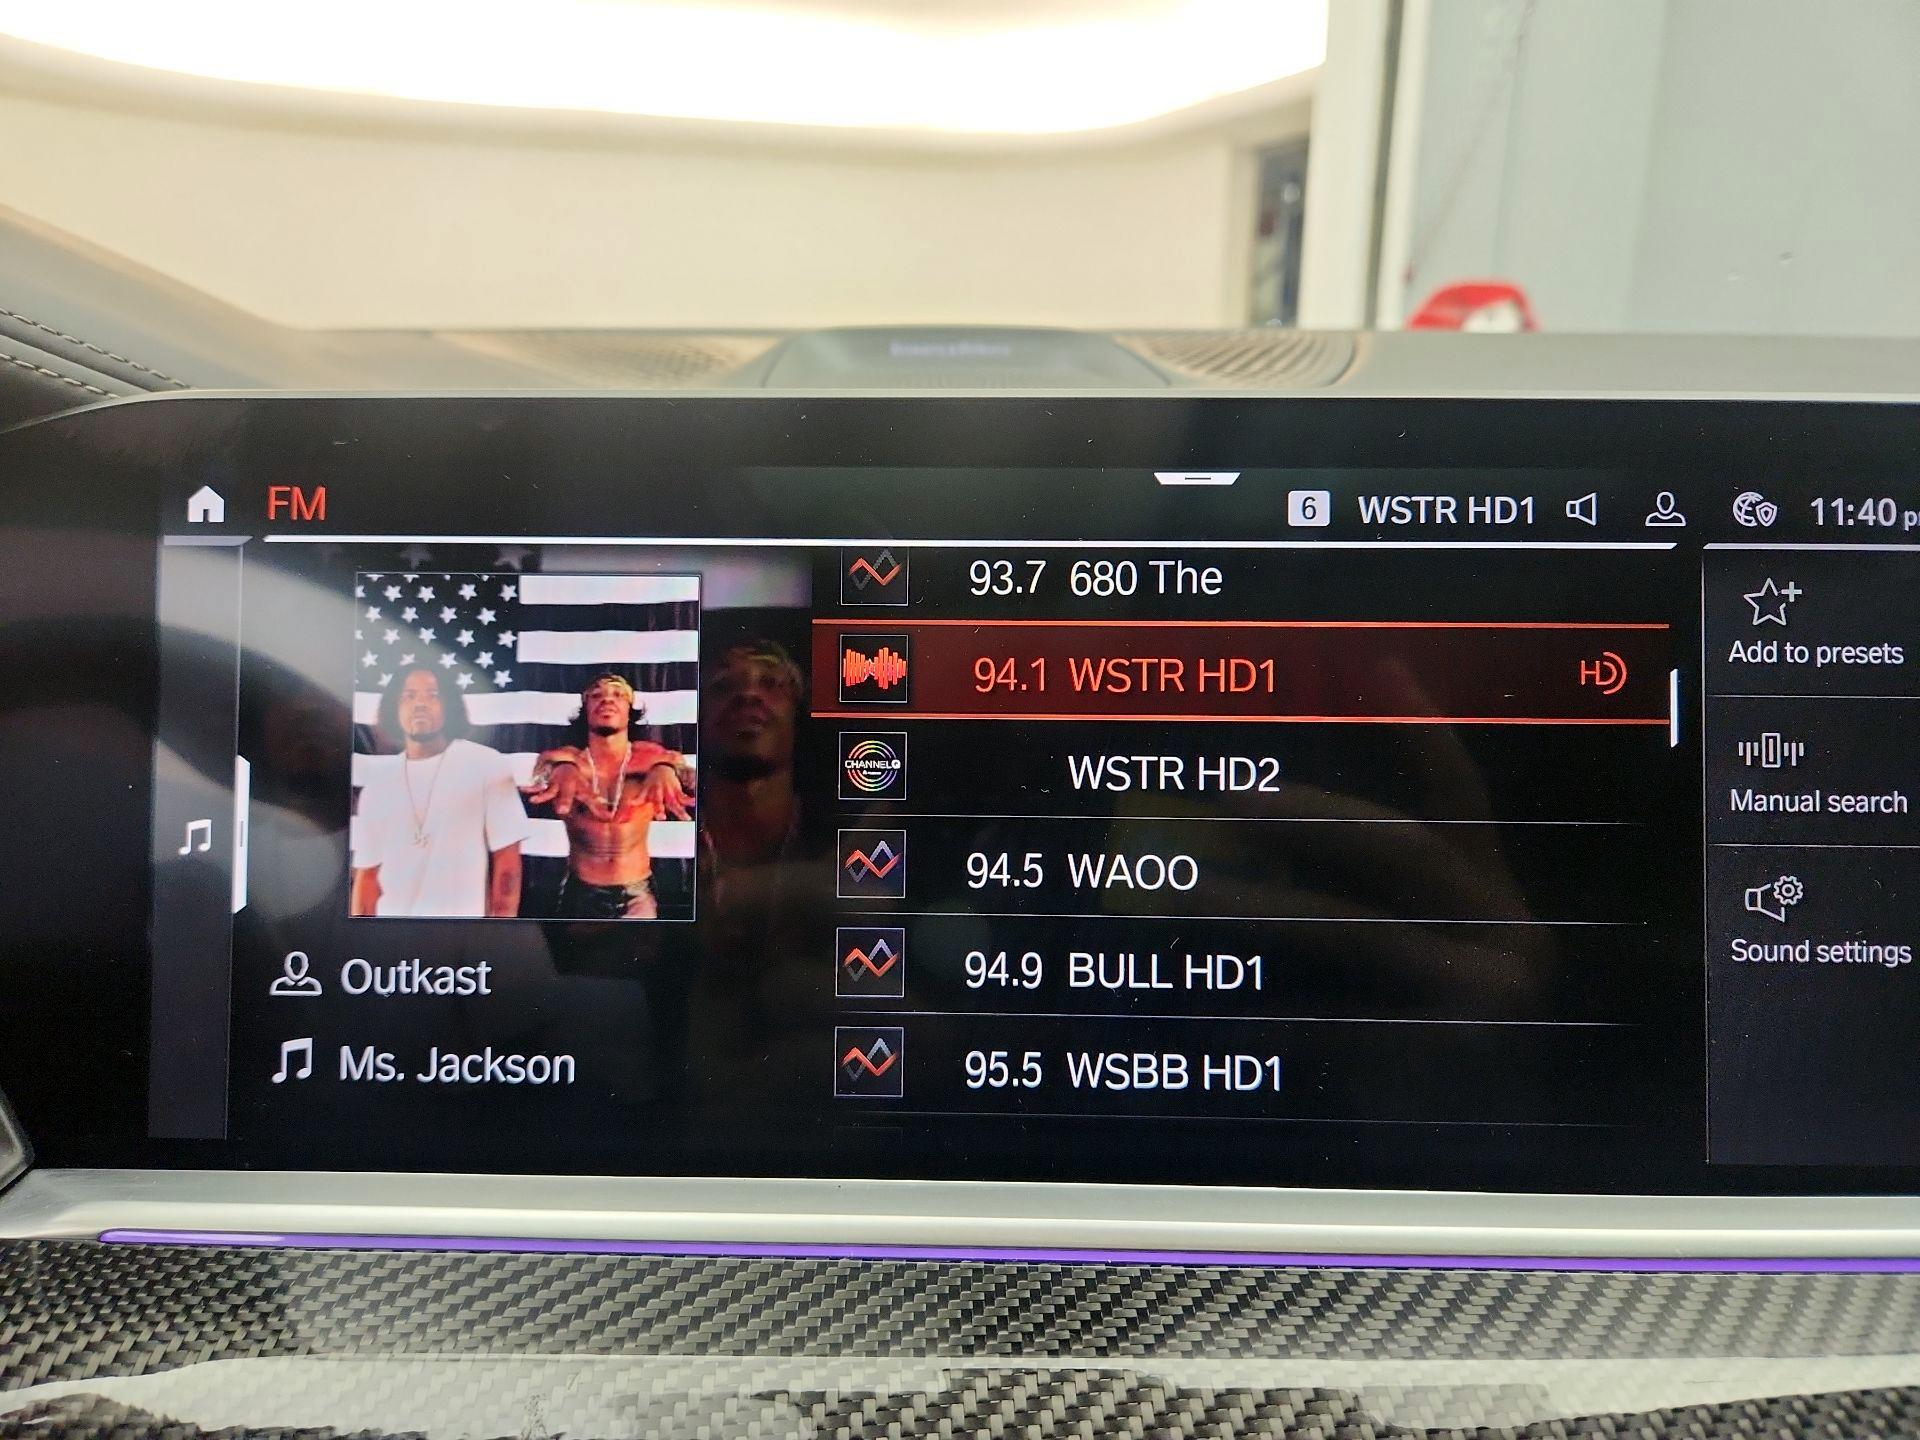 FM
6 WSTR HD1 11:40
93.7 680 The
94.1 WSTR HD1 HD
CHANNEL Q
WSTR HD2
94.5 WAOO
94.9 BULL HD1
95.5 WSBB HD1
Outkast
Ms. Jackson
Add to presets
Manual search
Sound settings